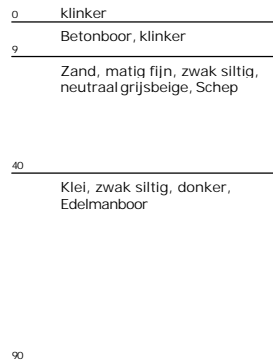 0 klinker
Betonboor, klinker
9
Zand, matig fijn, zwak siltig,
neutraal grijsbeige, Schep
40
Klei, zwak siltig, donker,
Edelmanboor
90